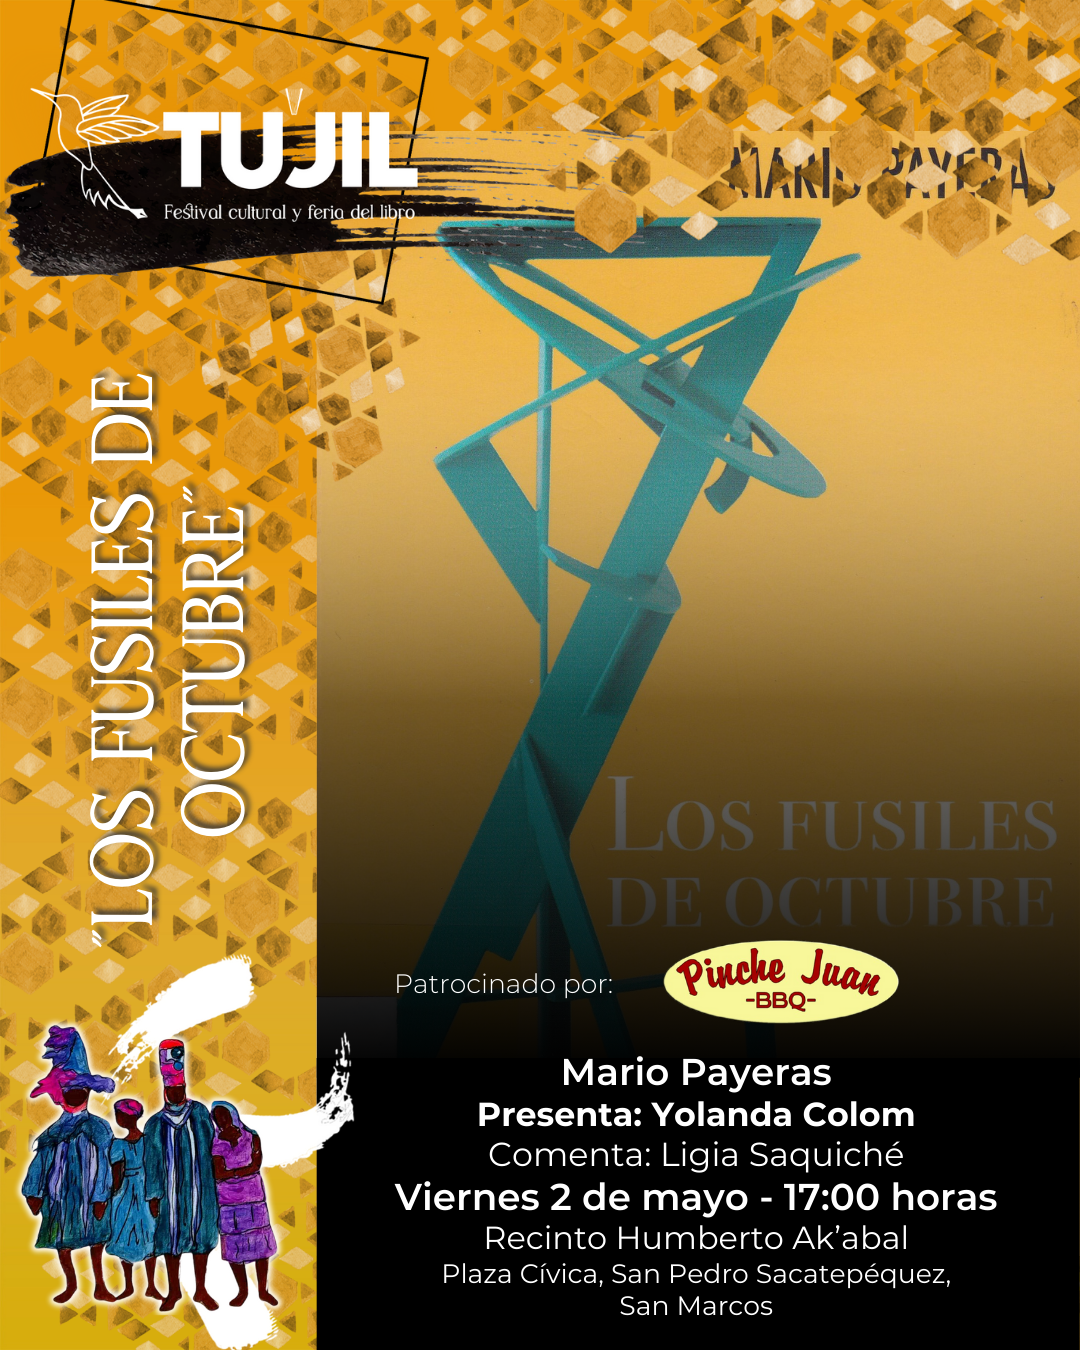 TUJIL
Festival cultural y feria del libro
MARIO PAYERAS
"LOS FUSILES DE
OCTUBRE"
LOS FUSILES
DE OCTUBRE
Patrocinado por:
Pinche Juan
-BBQ-
Mario Payeras
Presenta: Yolanda Colom
Comenta: Ligia Saquiché
Viernes 2 de mayo - 17:00 horas
Recinto Humberto Ak’abal
Plaza Cívica, San Pedro Sacatepéquez,
San Marcos